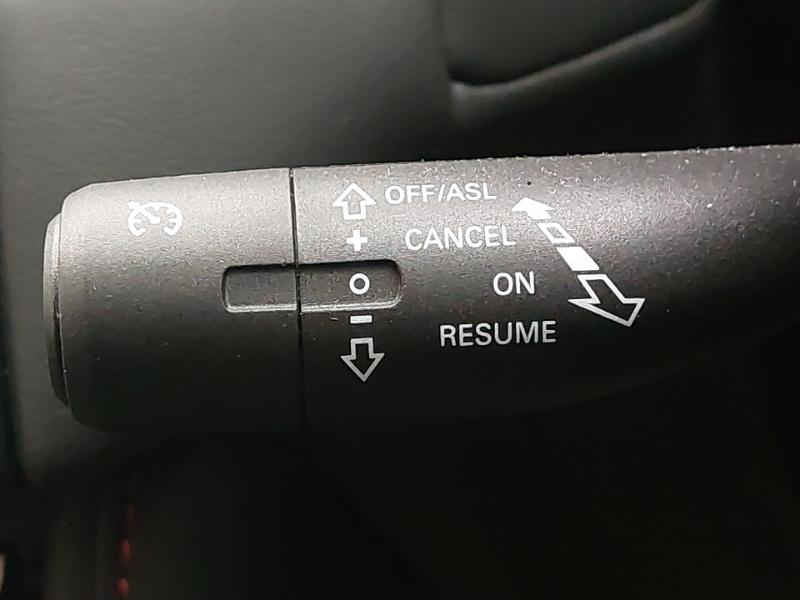 OFF/ASL
+ CANCEL
O ON
– RESUME